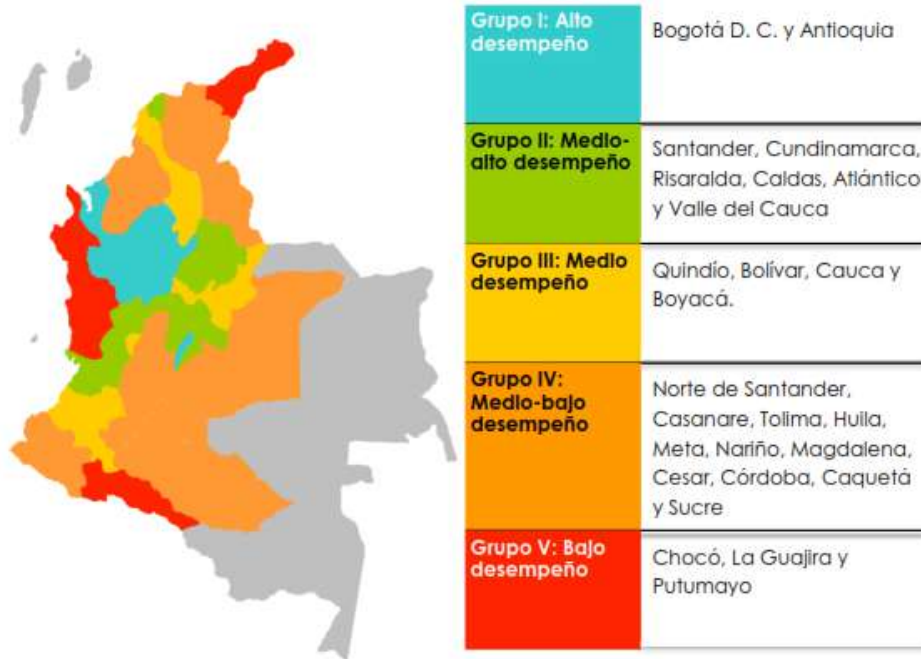 Grupo I: Alto
desempeño
Bogotá D. C. y Antioquia
Grupo II: Medio-
alto desempeño
Santander, Cundinamarca,
Risaralda, Caldas, Atlántico
y Valle del Cauca
Grupo III: Medio
desempeño
Quindío, Bolívar, Cauca y
Boyacá.
Grupo IV:
Medio-bajo
desempeño
Norte de Santander,
Casanare, Tolima, Huila,
Meta, Nariño, Magdalena,
Cesar, Córdoba, Caquetá
y Sucre
Grupo V: Bajo
desempeño
Chocó, La Guajira y
Putumayo